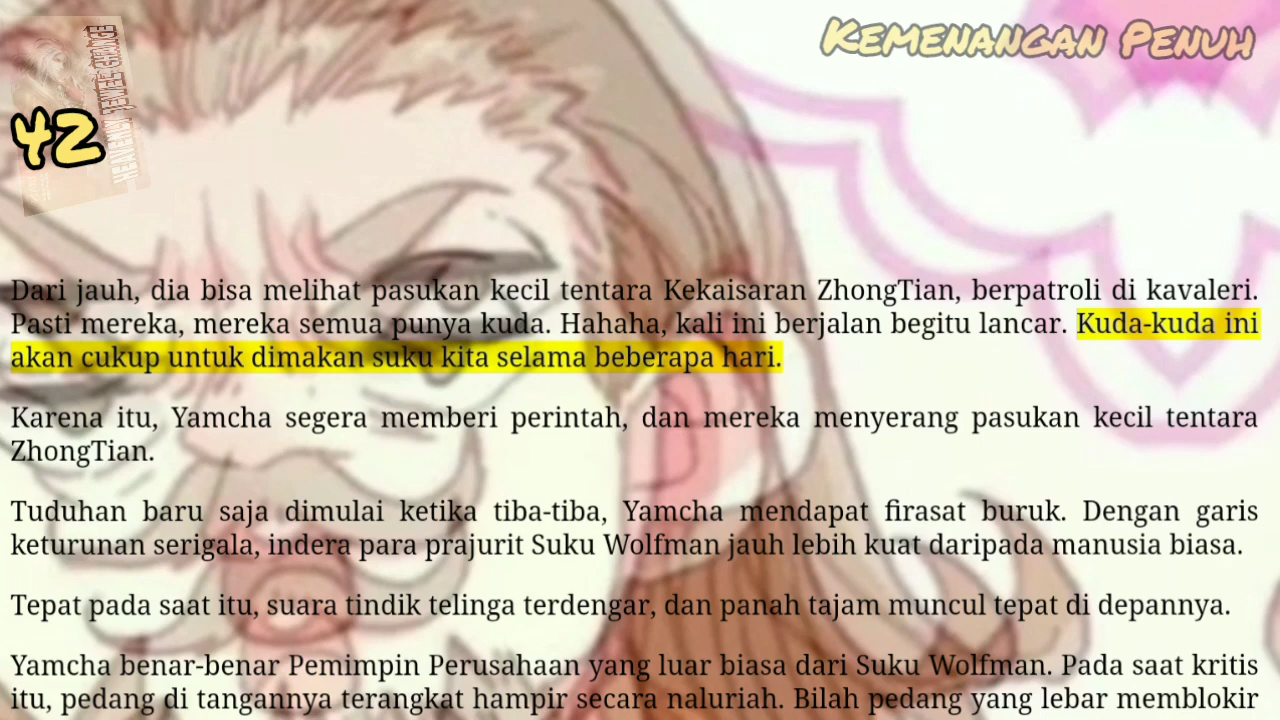 Kemenangan Penuh
HEAVENLY JEWEL CHANGE
42
Dari jauh, dia bisa melihat pasukan kecil tentara Kekaisaran ZhongTian, berpatroli di kavaleri.
Pasti mereka, mereka semua punya kuda. Hahaha, kali ini berjalan begitu lancar. Kuda-kuda ini
akan cukup untuk dimakan suku kita selama beberapa hari.
Karena itu, Yamcha segera memberi perintah, dan mereka menyerang pasukan kecil tentara
ZhongTian.
Tuduhan baru saja dimulai ketika tiba-tiba, Yamcha mendapat firasat buruk. Dengan garis
keturunan serigala, indera para prajurit Suku Wolfman jauh lebih kuat daripada manusia biasa.
Tepat pada saat itu, suara tindik telinga terdengar, dan panah tajam muncul tepat di depannya.
Yamcha benar-benar Pemimpin Perusahaan yang luar biasa dari Suku Wolfman. Pada saat kritis
itu, pedang di tangannya terangkat hampir secara naluriah. Bilah pedang yang lebar memblokir